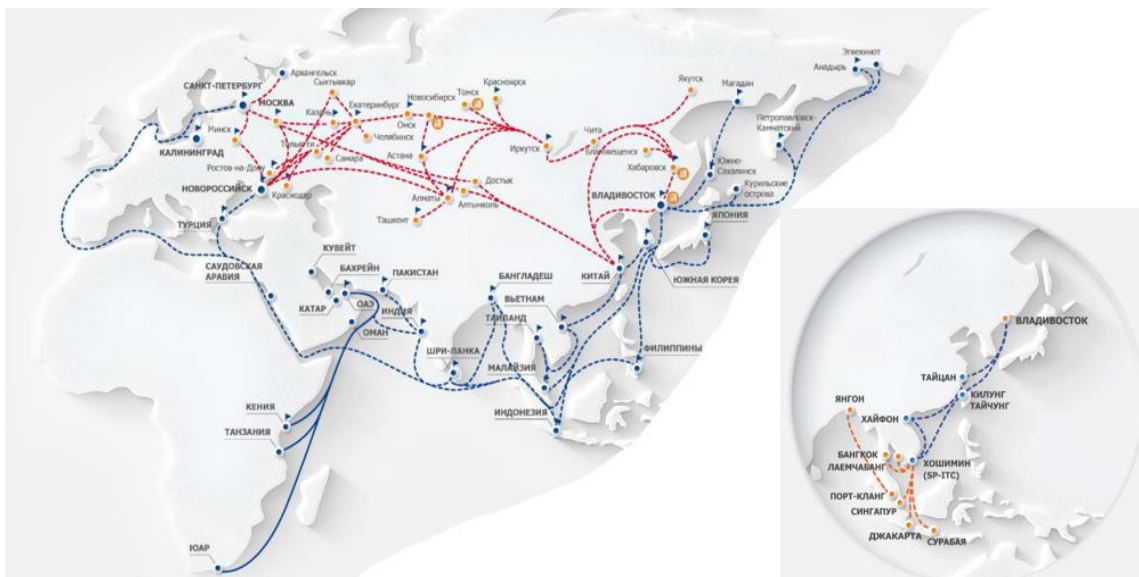 Эгвекинот
Анадырь
Архангельск
САНКТ-ПЕТЕРБУРГ
Сыктывкар
Красноярск
Якутск
Магадан
МОСКВА
Казань
Екатеринбург
Новосибирск
Томск
Петропавловск-
Камчатский
Минск
Омск
Чита
КАЛИНИНГРАД
Тольятти
Челябинск
Иркутск
Благовещенск
Самара
Астана
Хабаровск
Южно-
Сахалинск
Ростов-на-Дону
Достык
Курильские
острова
НОВОРОССИЙСК
Краснодар
Алматы
Алтынколь
ВЛАДИВОСТОК
Ташкент
ЯПОНИЯ
ТУРЦИЯ
КУВЕЙТ
САУДОВСКАЯ
АРАВИЯ
БАХРЕЙН
ПАКИСТАН
БАНГЛАДЕШ
КИТАЙ
ЮЖНАЯ КОРЕЯ
КАТАР
ОАЭ
ИНДИЯ
ВЬЕТНАМ
ОМАН
ТАИЛАНД
ШРИ-ЛАНКА
МАЛАЙЗИЯ
ФИЛИППИНЫ
КЕНИЯ
ИНДОНЕЗИЯ
ТАНЗАНИЯ
ЮАР
ВЛАДИВОСТОК
ТАЙЦАН
КИЛУНГ
ТАЙЧУНГ
ЯНГОН
ХАЙФОН
БАНГКОК
ЛАЕМЧАБАНГ
ХОШИМИН
(SP-ITC)
ПОРТ-КЛАНГ
СИНГАПУР
ДЖАКАРТА
СУРАБАЯ